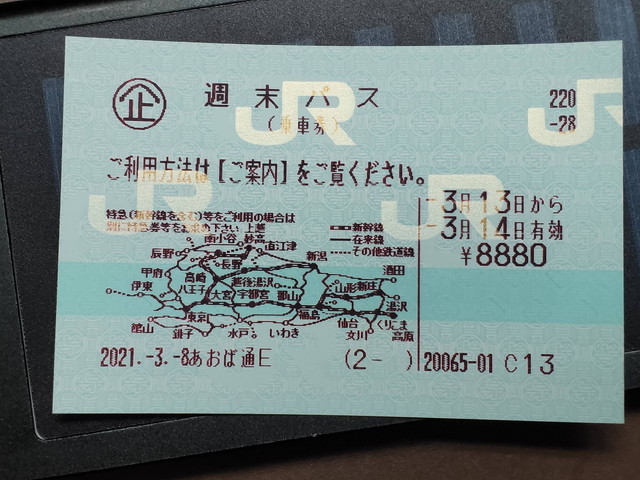 企 週末パス 220
(乗車券) -28
JR JR
ご利用方法は【ご案内】をご覧ください。
JR JR
-3月13日から
-3月14日有効
¥8880
特急(新幹線を含む)等をご利用の場合は
別に特急券等をお求め下さい
新幹線
在来線
その他鉄道線
上越
南小谷 妙高 直江津
辰野 長野 新潟 酒田
甲府 高崎 越後湯沢 山形 新庄
伊東 八王子 大宮 宇都宮 郡山 湯沢
東京 福島 仙台 くりこま高原
館山 銚子 水戸 いわき 女川
2021.-3.-8あおば通E (2- ) 20065-01 C13